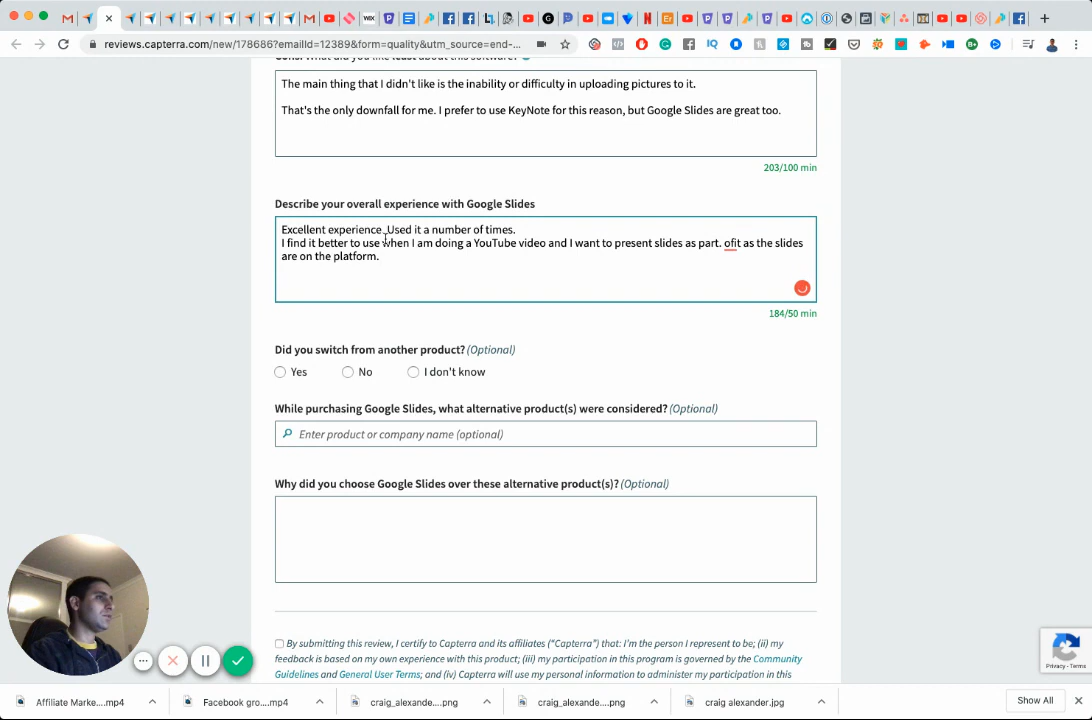 reviews.capterra.com/new/178686?emailId=12389&form=quality&utm_source=end-...
The main thing that I didn't like is the inability or difficulty in uploading pictures to it.
That's the only downfall for me. I prefer to use KeyNote for this reason, but Google Slides are great too.
203/100 min
Describe your overall experience with Google Slides
Excellent experience. Used it a number of times.
I find it better to use when I am doing a YouTube video and I want to present slides as part. ofit as the slides
are on the platform.
184/50 min
Did you switch from another product? (Optional)
Yes No I don't know
While purchasing Google Slides, what alternative product(s) were considered? (Optional)
Enter product or company name (optional)
Why did you choose Google Slides over these alternative product(s)? (Optional)
By submitting this review, I certify to Capterra and its affiliates (“Capterra”) that: I'm the person I represent to be; (ii) my
feedback is based on my own experience with this product; (iii) my participation in this program is governed by the Community
Guidelines and General User Terms; and (iv) Capterra will use my personal information to administer my participation in this
Privacy - Terms
Affiliate Marke....mp4 Facebook gro....mp4 craig_alexande....png craig_alexande....png craig alexander.jpg Show All